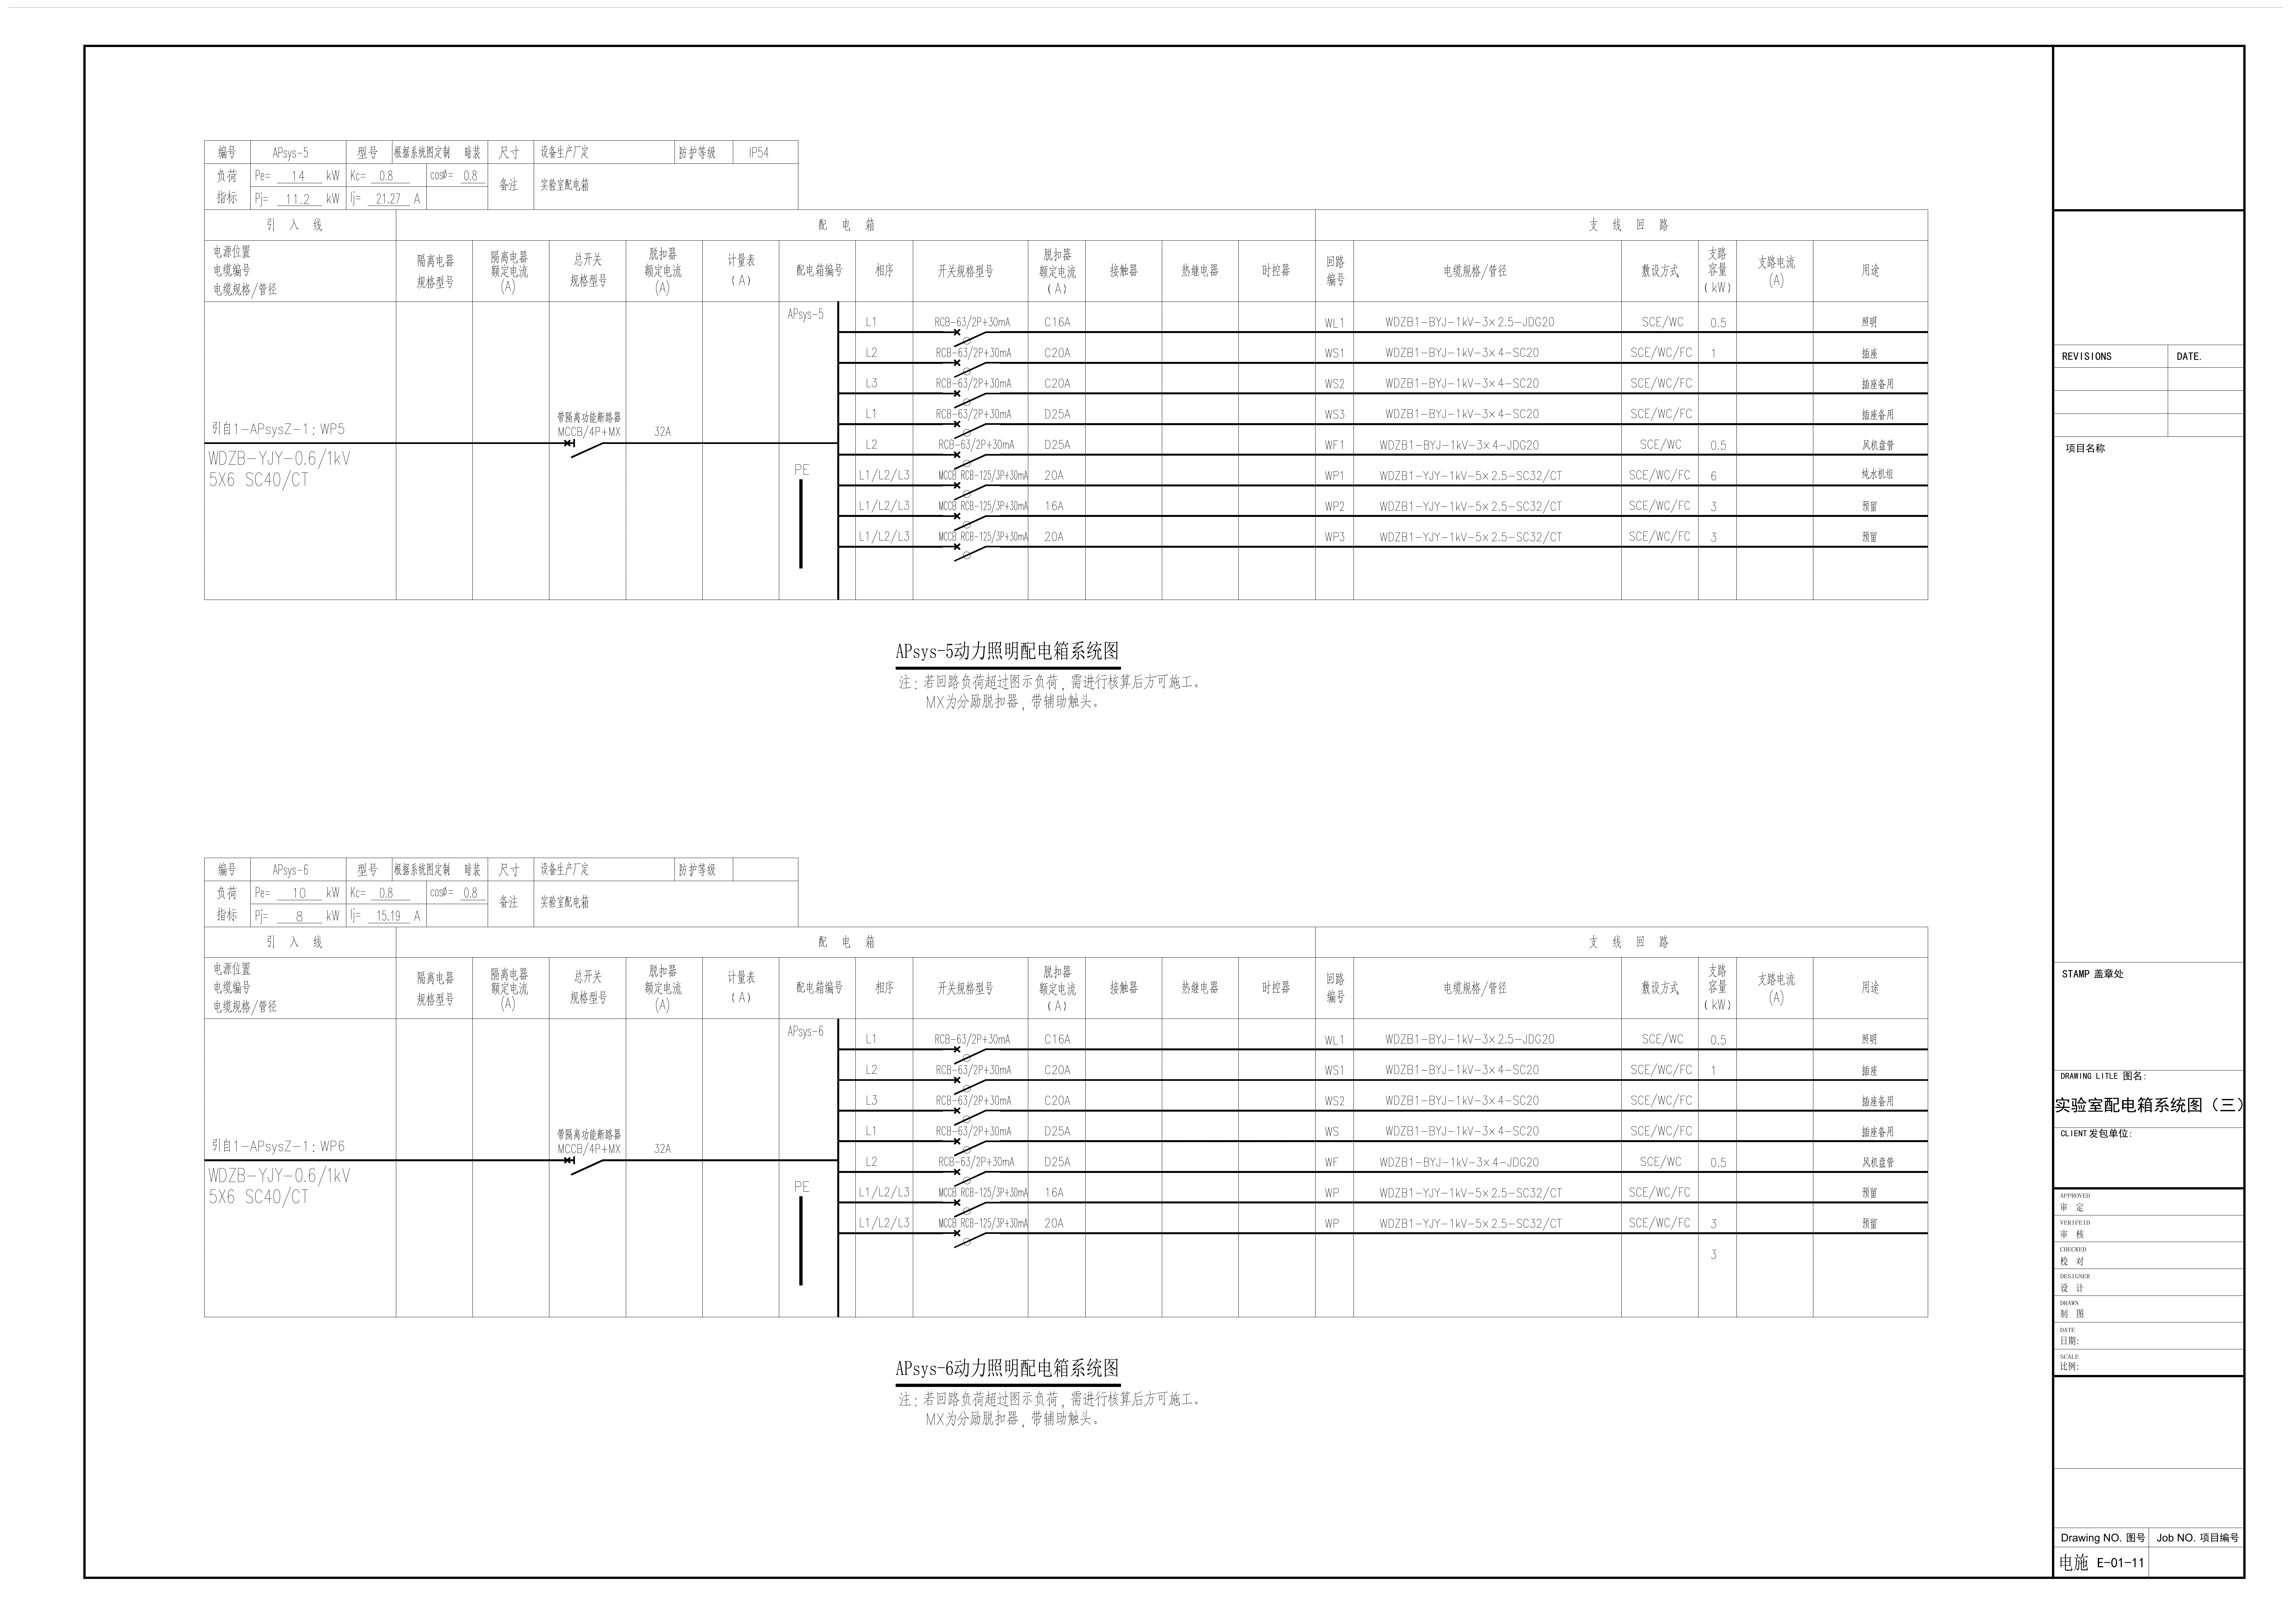 编号 APsys-5 型号 根据系统图定制 暗装 尺寸 设备生产厂定 防护等级 IP54
负荷 Pe= 14 kW Kc= 0.8 cosØ= 0.8 备注 实验室配电箱
指标 Pj= 11.2 kW Ij= 21.27 A
引 入 线 配 电 箱 支 线 回 路
电源位置
电缆编号
电缆规格/管径
隔离电器
规格型号
隔离电器
额定电流
(A)
总开关
规格型号
脱扣器
额定电流
(A)
计量表
(A)
配电箱编号
相序
开关规格型号
脱扣器
额定电流
(A)
接触器
热继电器
时控器
回路
编号
电缆规格/管径
敷设方式
支路
容量
(kW)
支路电流
(A)
用途
APsys-5
L1 RCB-63/2P+30mA C16A WL1 WDZB1-BYJ-1kV-3×2.5-JDG20 SCE/WC 0.5 照明
L2 RCB-63/2P+30mA C20A WS1 WDZB1-BYJ-1kV-3×4-SC20 SCE/WC/FC 1 插座
L3 RCB-63/2P+30mA C20A WS2 WDZB1-BYJ-1kV-3×4-SC20 SCE/WC/FC 插座备用
L1 RCB-63/2P+30mA D25A WS3 WDZB1-BYJ-1kV-3×4-SC20 SCE/WC/FC 插座备用
L2 RCB-63/2P+30mA D25A WF1 WDZB1-BYJ-1kV-3×4-JDG20 SCE/WC 0.5 风机盘管
L1/L2/L3 MCCB RCB-125/3P+30mA 20A WP1 WDZB1-YJY-1kV-5×2.5-SC32/CT SCE/WC/FC 6 纯水机组
L1/L2/L3 MCCB RCB-125/3P+30mA 16A WP2 WDZB1-YJY-1kV-5×2.5-SC32/CT SCE/WC/FC 3 预留
L1/L2/L3 MCCB RCB-125/3P+30mA 20A WP3 WDZB1-YJY-1kV-5×2.5-SC32/CT SCE/WC/FC 3 预留
引自1-APsysZ-1:WP5
WDZB-YJY-0.6/1kV
5X6 SC40/CT
带隔离功能断路器
MCCB/4P+MX 32A
PE
APsys-5动力照明配电箱系统图
注:若回路负荷超过图示负荷,需进行核算后方可施工。
MX为分励脱扣器,带辅助触头。
编号 APsys-6 型号 根据系统图定制 暗装 尺寸 设备生产厂定 防护等级
负荷 Pe= 10 kW Kc= 0.8 cosØ= 0.8 备注 实验室配电箱
指标 Pj= 8 kW Ij= 15.19 A
引 入 线 配 电 箱 支 线 回 路
电源位置
电缆编号
电缆规格/管径
隔离电器
规格型号
隔离电器
额定电流
(A)
总开关
规格型号
脱扣器
额定电流
(A)
计量表
(A)
配电箱编号
相序
开关规格型号
脱扣器
额定电流
(A)
接触器
热继电器
时控器
回路
编号
电缆规格/管径
敷设方式
支路
容量
(kW)
支路电流
(A)
用途
APsys-6
L1 RCB-63/2P+30mA C16A WL1 WDZB1-BYJ-1kV-3×2.5-JDG20 SCE/WC 0.5 照明
L2 RCB-63/2P+30mA C20A WS1 WDZB1-BYJ-1kV-3×4-SC20 SCE/WC/FC 1 插座
L3 RCB-63/2P+30mA C20A WS2 WDZB1-BYJ-1kV-3×4-SC20 SCE/WC/FC 插座备用
L1 RCB-63/2P+30mA D25A WS WDZB1-BYJ-1kV-3×4-SC20 SCE/WC/FC 插座备用
L2 RCB-63/2P+30mA D25A WF WDZB1-BYJ-1kV-3×4-JDG20 SCE/WC 0.5 风机盘管
L1/L2/L3 MCCB RCB-125/3P+30mA 16A WP WDZB1-YJY-1kV-5×2.5-SC32/CT SCE/WC/FC 预留
L1/L2/L3 MCCB RCB-125/3P+30mA 20A WP WDZB1-YJY-1kV-5×2.5-SC32/CT SCE/WC/FC 3 预留
3
引自1-APsysZ-1:WP6
WDZB-YJY-0.6/1kV
5X6 SC40/CT
带隔离功能断路器
MCCB/4P+MX 32A
PE
APsys-6动力照明配电箱系统图
注:若回路负荷超过图示负荷,需进行核算后方可施工。
MX为分励脱扣器,带辅助触头。
REVISIONS DATE.
项目名称
STAMP 盖章处
DRAWING LITLE 图名:
实验室配电箱系统图(三)
CLIENT 发包单位:
APPROVED
审 定
VERIFEID
审 核
CHECKED
校 对
DESIGNER
设 计
DRAWN
制 图
DATE
日期:
SCALE
比例:
Drawing NO. 图号 Job NO. 项目编号
电施 E-01-11